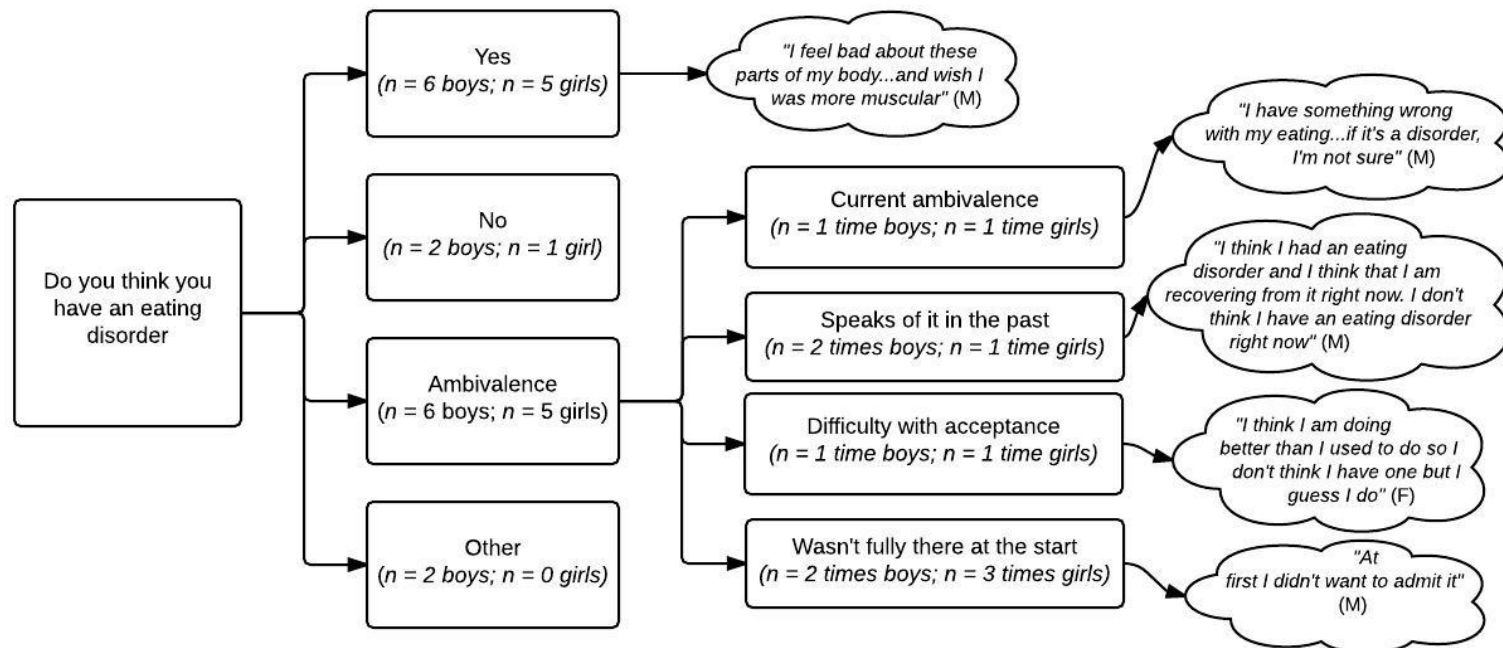 Do you think you
have an eating
disorder
Yes
(n = 6 boys; n = 5 girls)
"I feel bad about these
parts of my body...and wish I
was more muscular" (M)
No
(n = 2 boys; n = 1 girl)
Ambivalence
(n = 6 boys; n = 5 girls)
Current ambivalence
(n = 1 time boys; n = 1 time girls)
"I have something wrong
with my eating...if it's a disorder,
I'm not sure" (M)
Speaks of it in the past
(n = 2 times boys; n = 1 time girls)
"I think I had an eating
disorder and I think that I am
recovering from it right now. I don't
think I have an eating disorder
right now" (M)
Difficulty with acceptance
(n = 1 time boys; n = 1 time girls)
"I think I am doing
better than I used to do so I
don't think I have one but I
guess I do" (F)
Wasn't fully there at the start
(n = 2 times boys; n = 3 times girls)
"At
first I didn't want to admit it"
(M)
Other
(n = 2 boys; n = 0 girls)